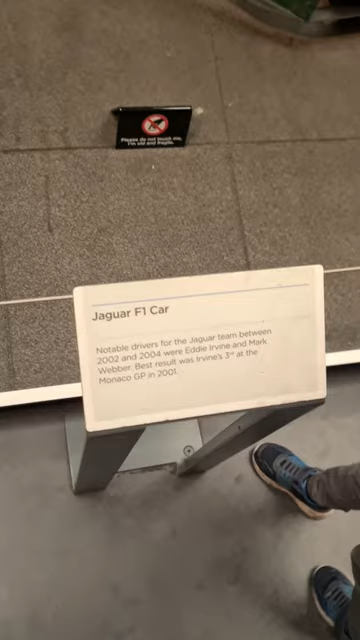 Please do not touch me,
I'm old and fragile.
Jaguar F1 Car
Notable drivers for the Jaguar team between
2002 and 2004 were Eddie Irvine and Mark
Webber. Best result was Irvine's 3rd at the
Monaco GP in 2001.